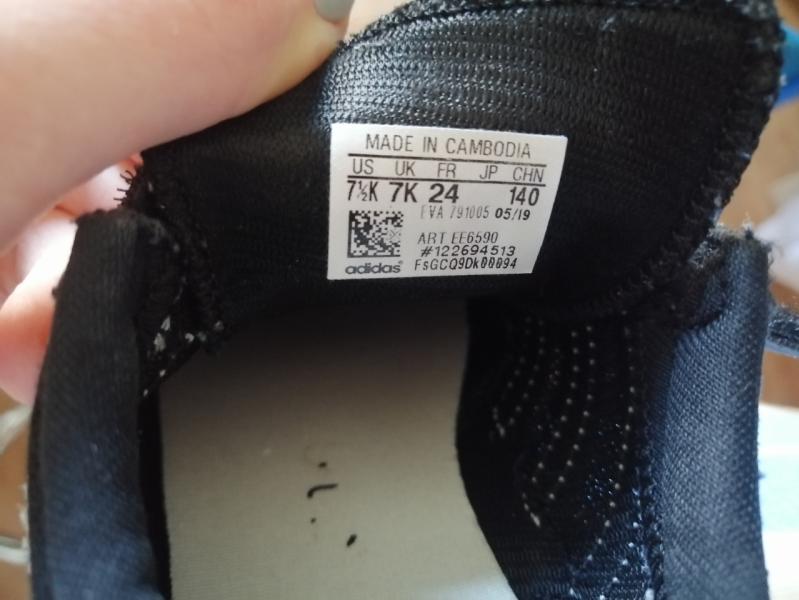 MADE IN CAMBODIA
US UK FR JP CHN
7½K 7K 24 140
EVA 791005 05/19
ART EE6590
#122694513
adidas® FsGCQ9Dk00094